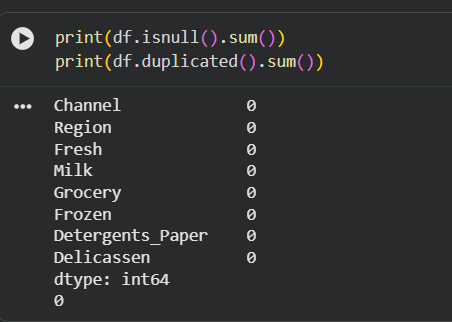 print(df.isnull().sum())
print(df.duplicated().sum())
Channel 0
Region 0
Fresh 0
Milk 0
Grocery 0
Frozen 0
Detergents_Paper 0
Delicassen 0
dtype: int64
0